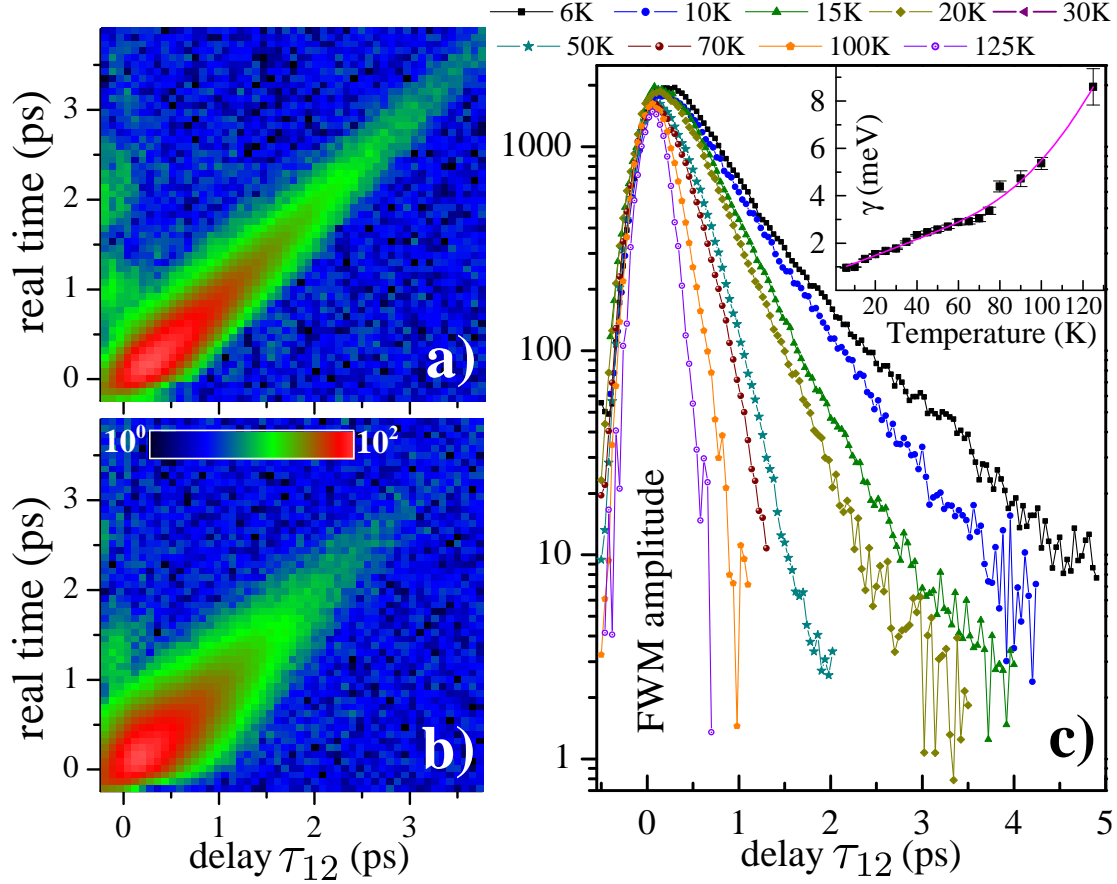 6K 10K 15K 20K 30K
50K 70K 100K 125K
real time (ps)
3
2
1
0
a)
10⁰ 10²
real time (ps)
3
2
1
0
b)
0 1 2 3
delay τ₁₂ (ps)
1000
100
10
1
FWM amplitude
c)
0 1 2 3 4 5
delay τ₁₂ (ps)
γ (meV)
8
6
4
2
20 40 60 80 100 120
Temperature (K)